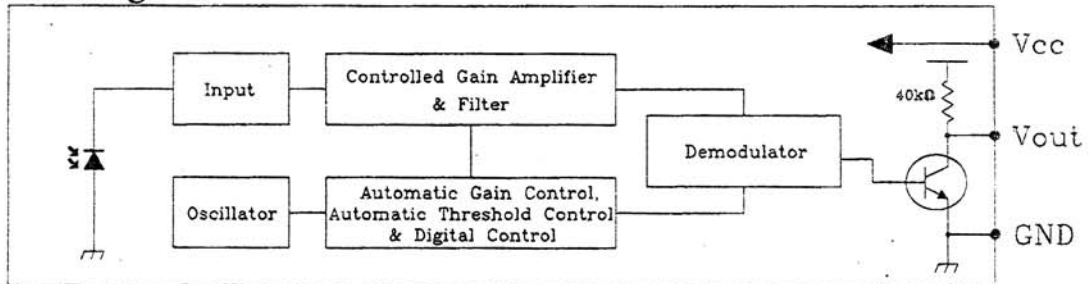 Vcc
Input
Controlled Gain Amplifier
& Filter
40kΩ
Vout
Demodulator
Oscillator
Automatic Gain Control,
Automatic Threshold Control
& Digital Control
GND